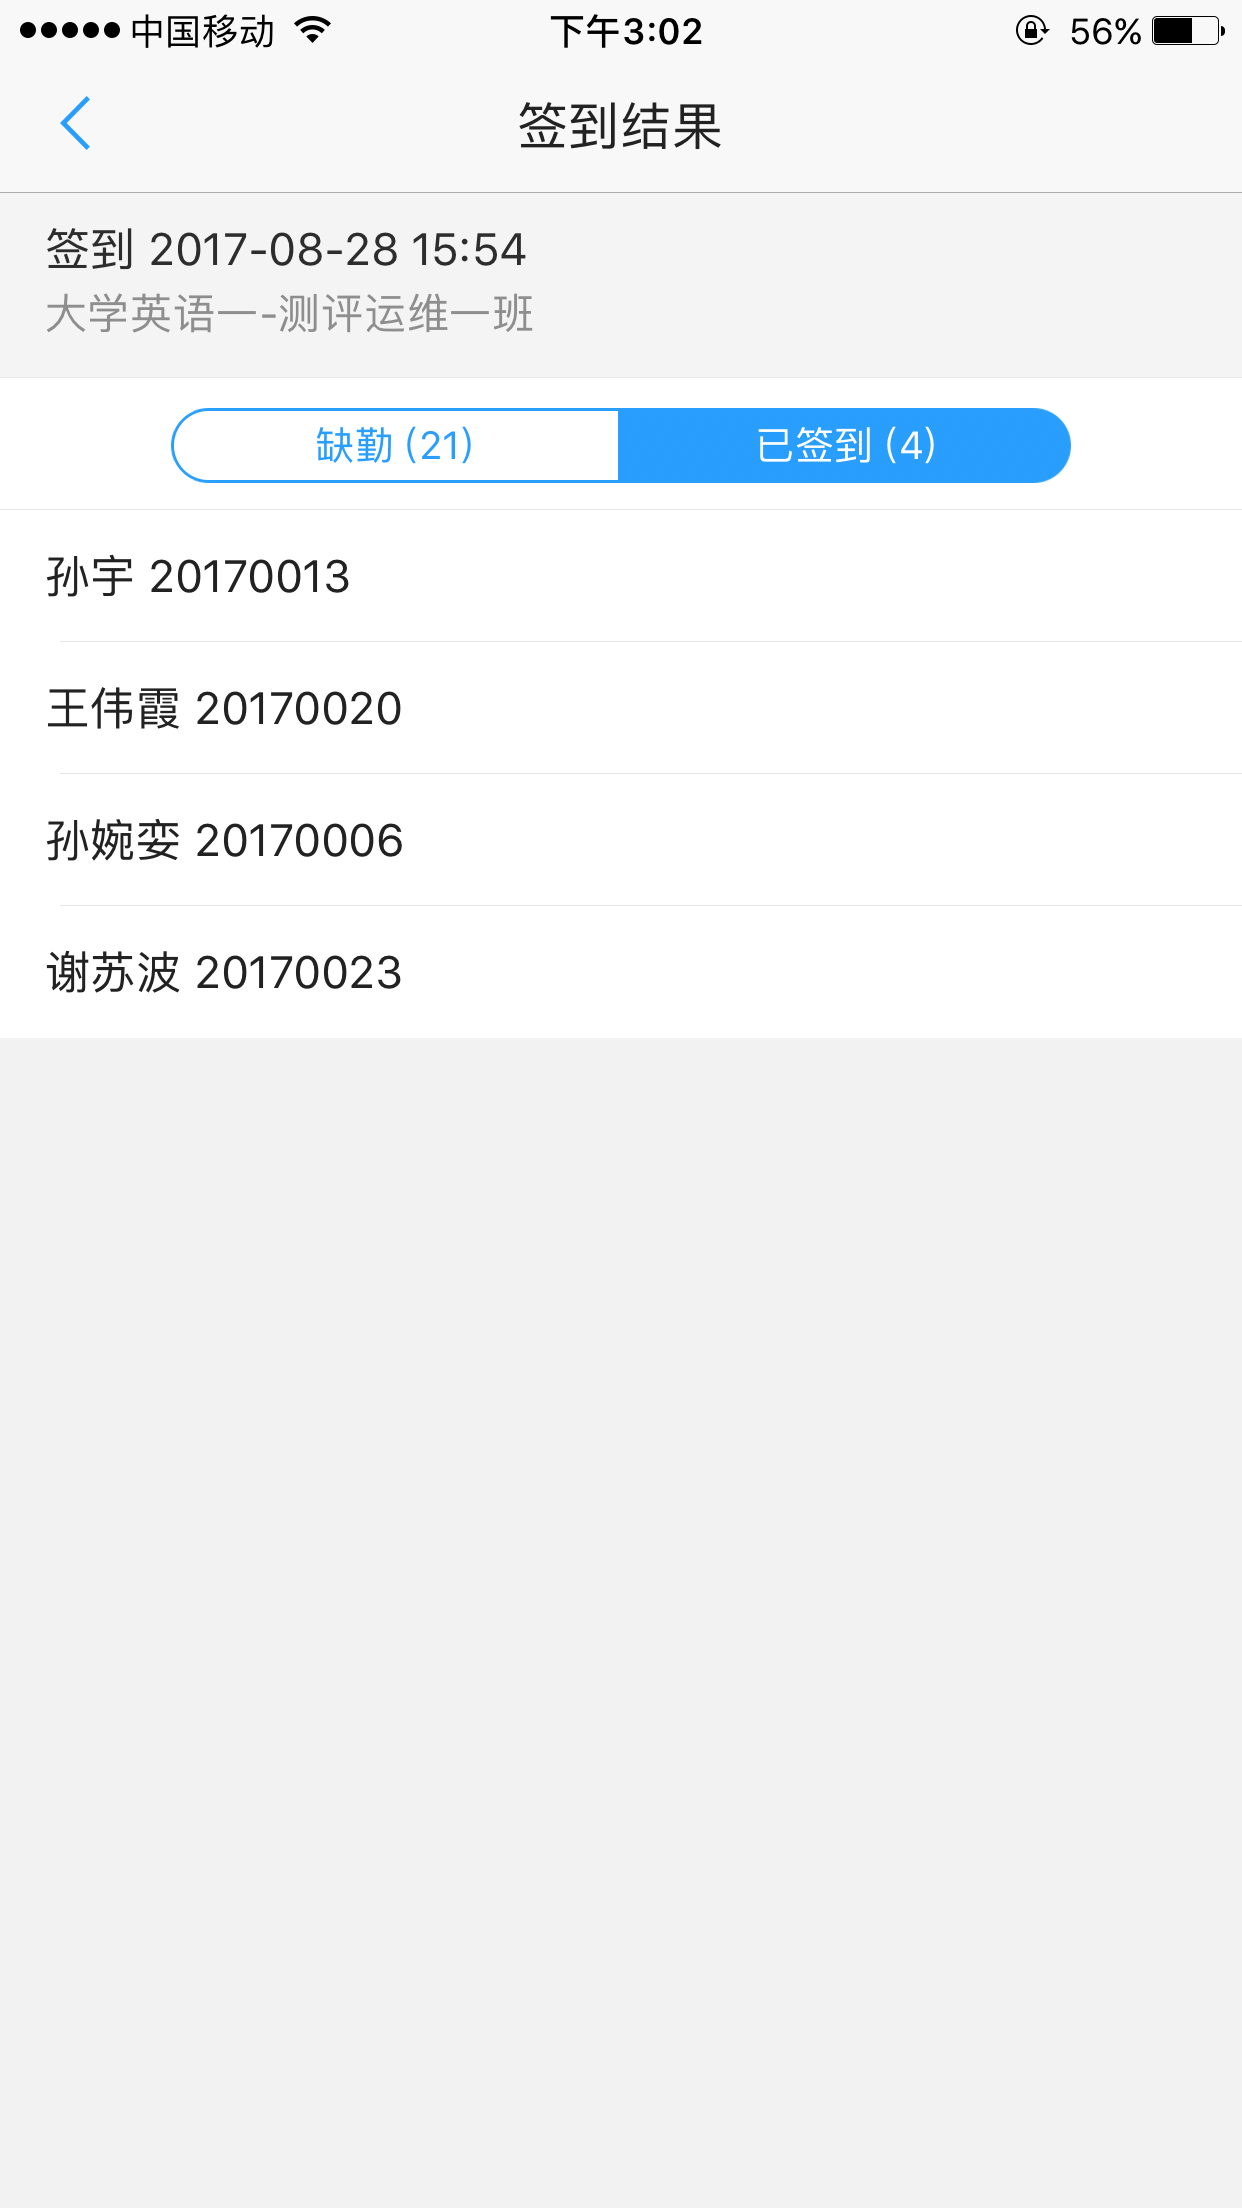 中国移动 下午3:02 56%
签到结果
签到 2017-08-28 15:54
大学英语一-测评运维一班
缺勤 (21) 已签到 (4)
孙宇 20170013
王伟霞 20170020
孙婉娈 20170006
谢苏波 20170023